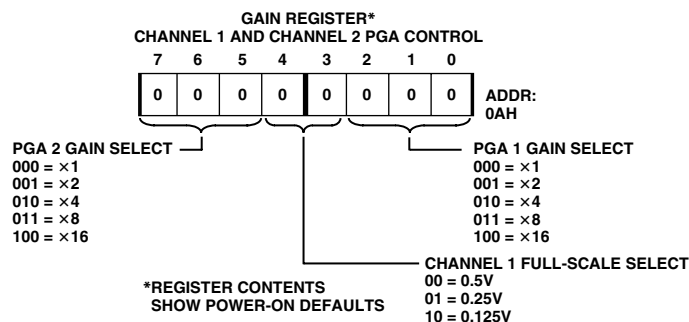 GAIN REGISTER*
CHANNEL 1 AND CHANNEL 2 PGA CONTROL
7 6 5 4 3 2 1 0
0 0 0 0 0 0 0 0
ADDR:
0AH
PGA 2 GAIN SELECT
000 = ×1
001 = ×2
010 = ×4
011 = ×8
100 = ×16
PGA 1 GAIN SELECT
000 = ×1
001 = ×2
010 = ×4
011 = ×8
100 = ×16
*REGISTER CONTENTS
SHOW POWER-ON DEFAULTS
CHANNEL 1 FULL-SCALE SELECT
00 = 0.5V
01 = 0.25V
10 = 0.125V